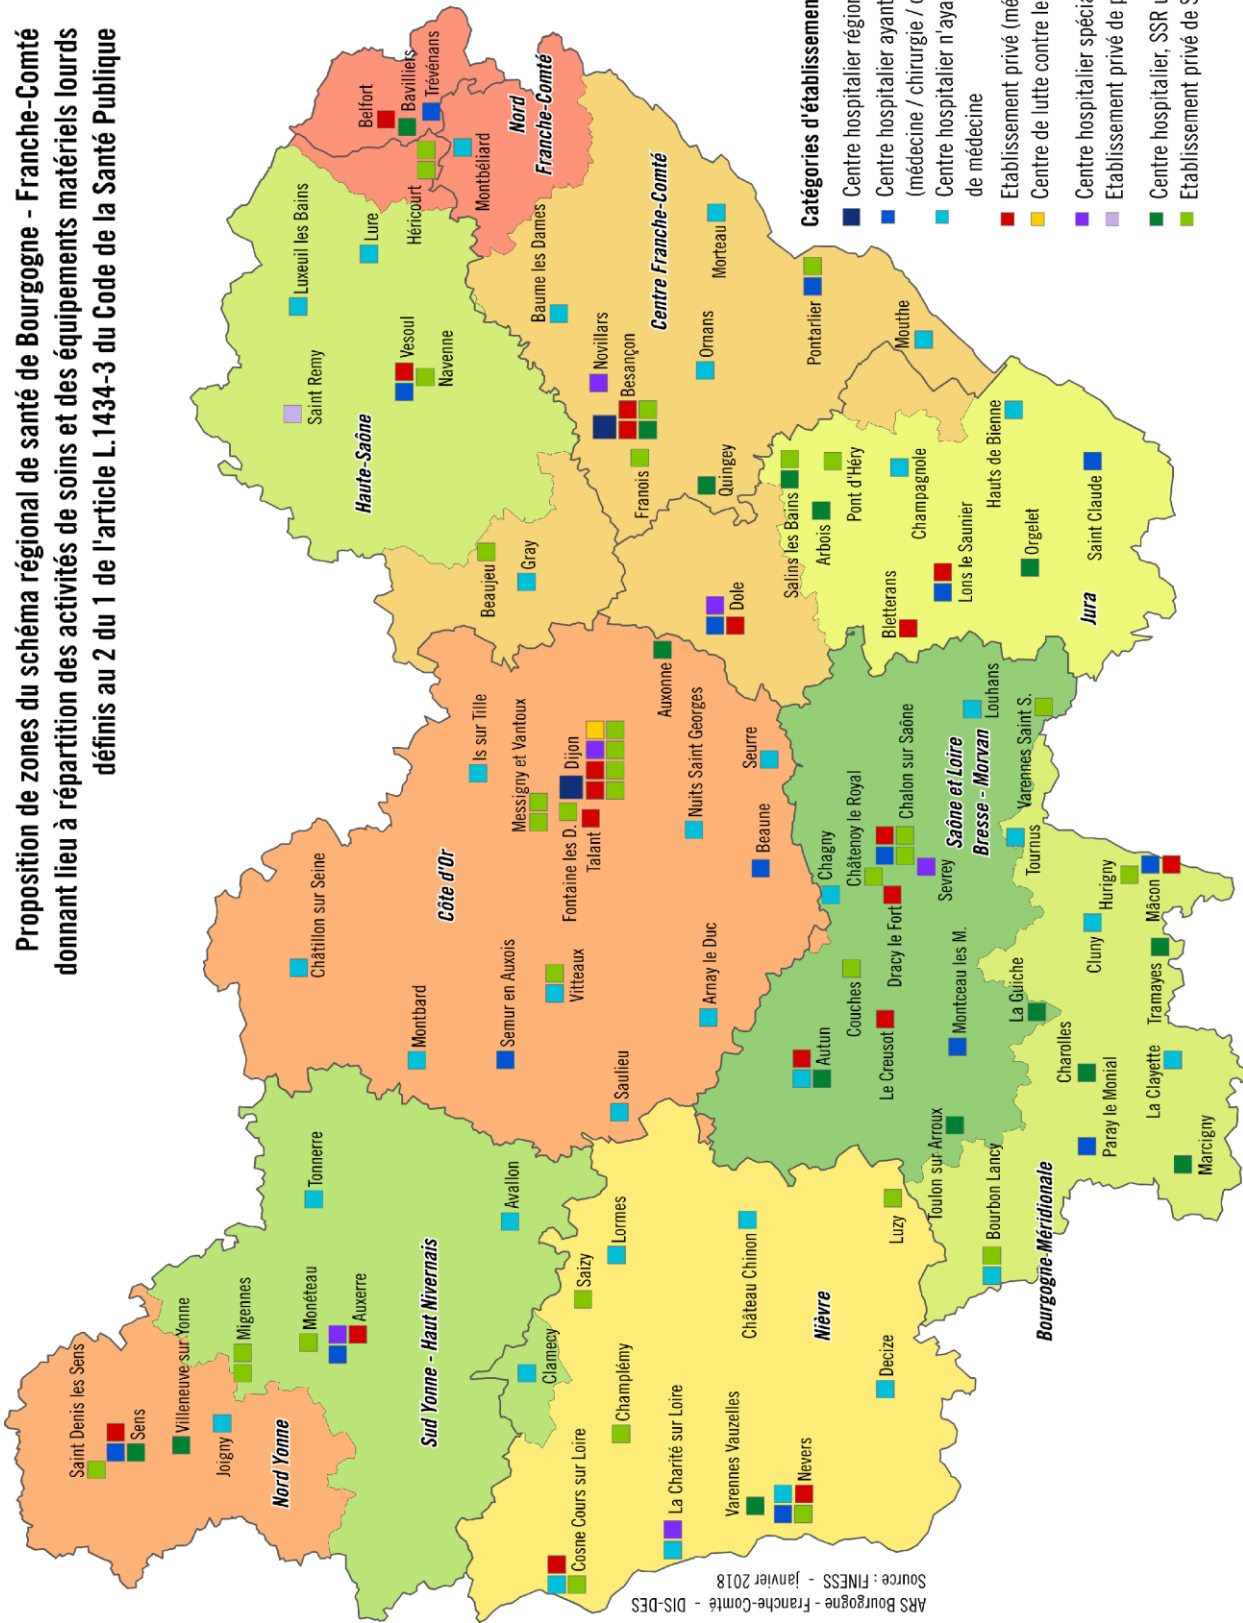 Proposition de zones du schéma régional de santé de Bourgogne - Franche-Comté
donnant lieu à répartition des activités de soins et des équipements matériels lourds
définis au 2 du 1 de l'article L.1434-3 du Code de la Santé Publique
Saint Denis les Sens
Sens
Villeneuve sur Yonne
Joigny
Nord Yonne
Migennes
Monéteau
Auxerre
Tonnerre
Avallon
Sud Yonne - Haut Nivernais
Clamecy
Cosne Cours sur Loire
Champlémy
Saizy
Lormes
La Charité sur Loire
Varennes Vauzelles
Nevers
Château Chinon
Nièvre
Decize
Luzy
Châtillon sur Seine
Montbard
Côte d'Or
Semur en Auxois
Is sur Tille
Messigny et Vantoux
Vitteaux
Fontaine les D.
Dijon
Talant
Saulieu
Auxonne
Nuits Saint Georges
Arnay le Duc
Beaune
Seurre
Autun
Chagny
Couches
Châtenoy le Royal
Chalon sur Saône
Dracy le Fort
Le Creusot
Sevrey
Montceau les M.
Saône et Loire
Bresse - Morvan
Louhans
Toulon sur Arroux
Bourbon Lancy
La Guiche
Tournus
Varennes Saint S.
Bourgogne-Méridionale
Charolles
Paray le Monial
La Clayette
Marcigny
Cluny
Hurigny
Mâcon
Tramayes
Saint Remy
Luxeuil les Bains
Lure
Haute-Saône
Vesoul
Navenne
Beaujeu
Gray
Belfort
Bavilliers
Trévenans
Héricourt
Montbéliard
Nord
Franche-Comté
Baume les Dames
Novillars
Besançon
Franois
Centre Franche-Comté
Quingey
Ornans
Morteau
Dole
Pontarlier
Mouthe
Salins les Bains
Arbois
Pont d'Héry
Champagnole
Bletterans
Lons le Saunier
Hauts de Bienne
Orgelet
Saint Claude
Jura
Catégories d'établissement
Centre hospitalier région
Centre hospitalier ayant
(médecine / chirurgie /
Centre hospitalier n'aya
de médecine
Etablissement privé (mé
Centre de lutte contre le
Centre hospitalier spécia
Etablissement privé de p
Centre hospitalier, SSR
Etablissement privé de S
ARS Bourgogne - Franche-Comté - DIS-DES
Source : FINESS - janvier 2018